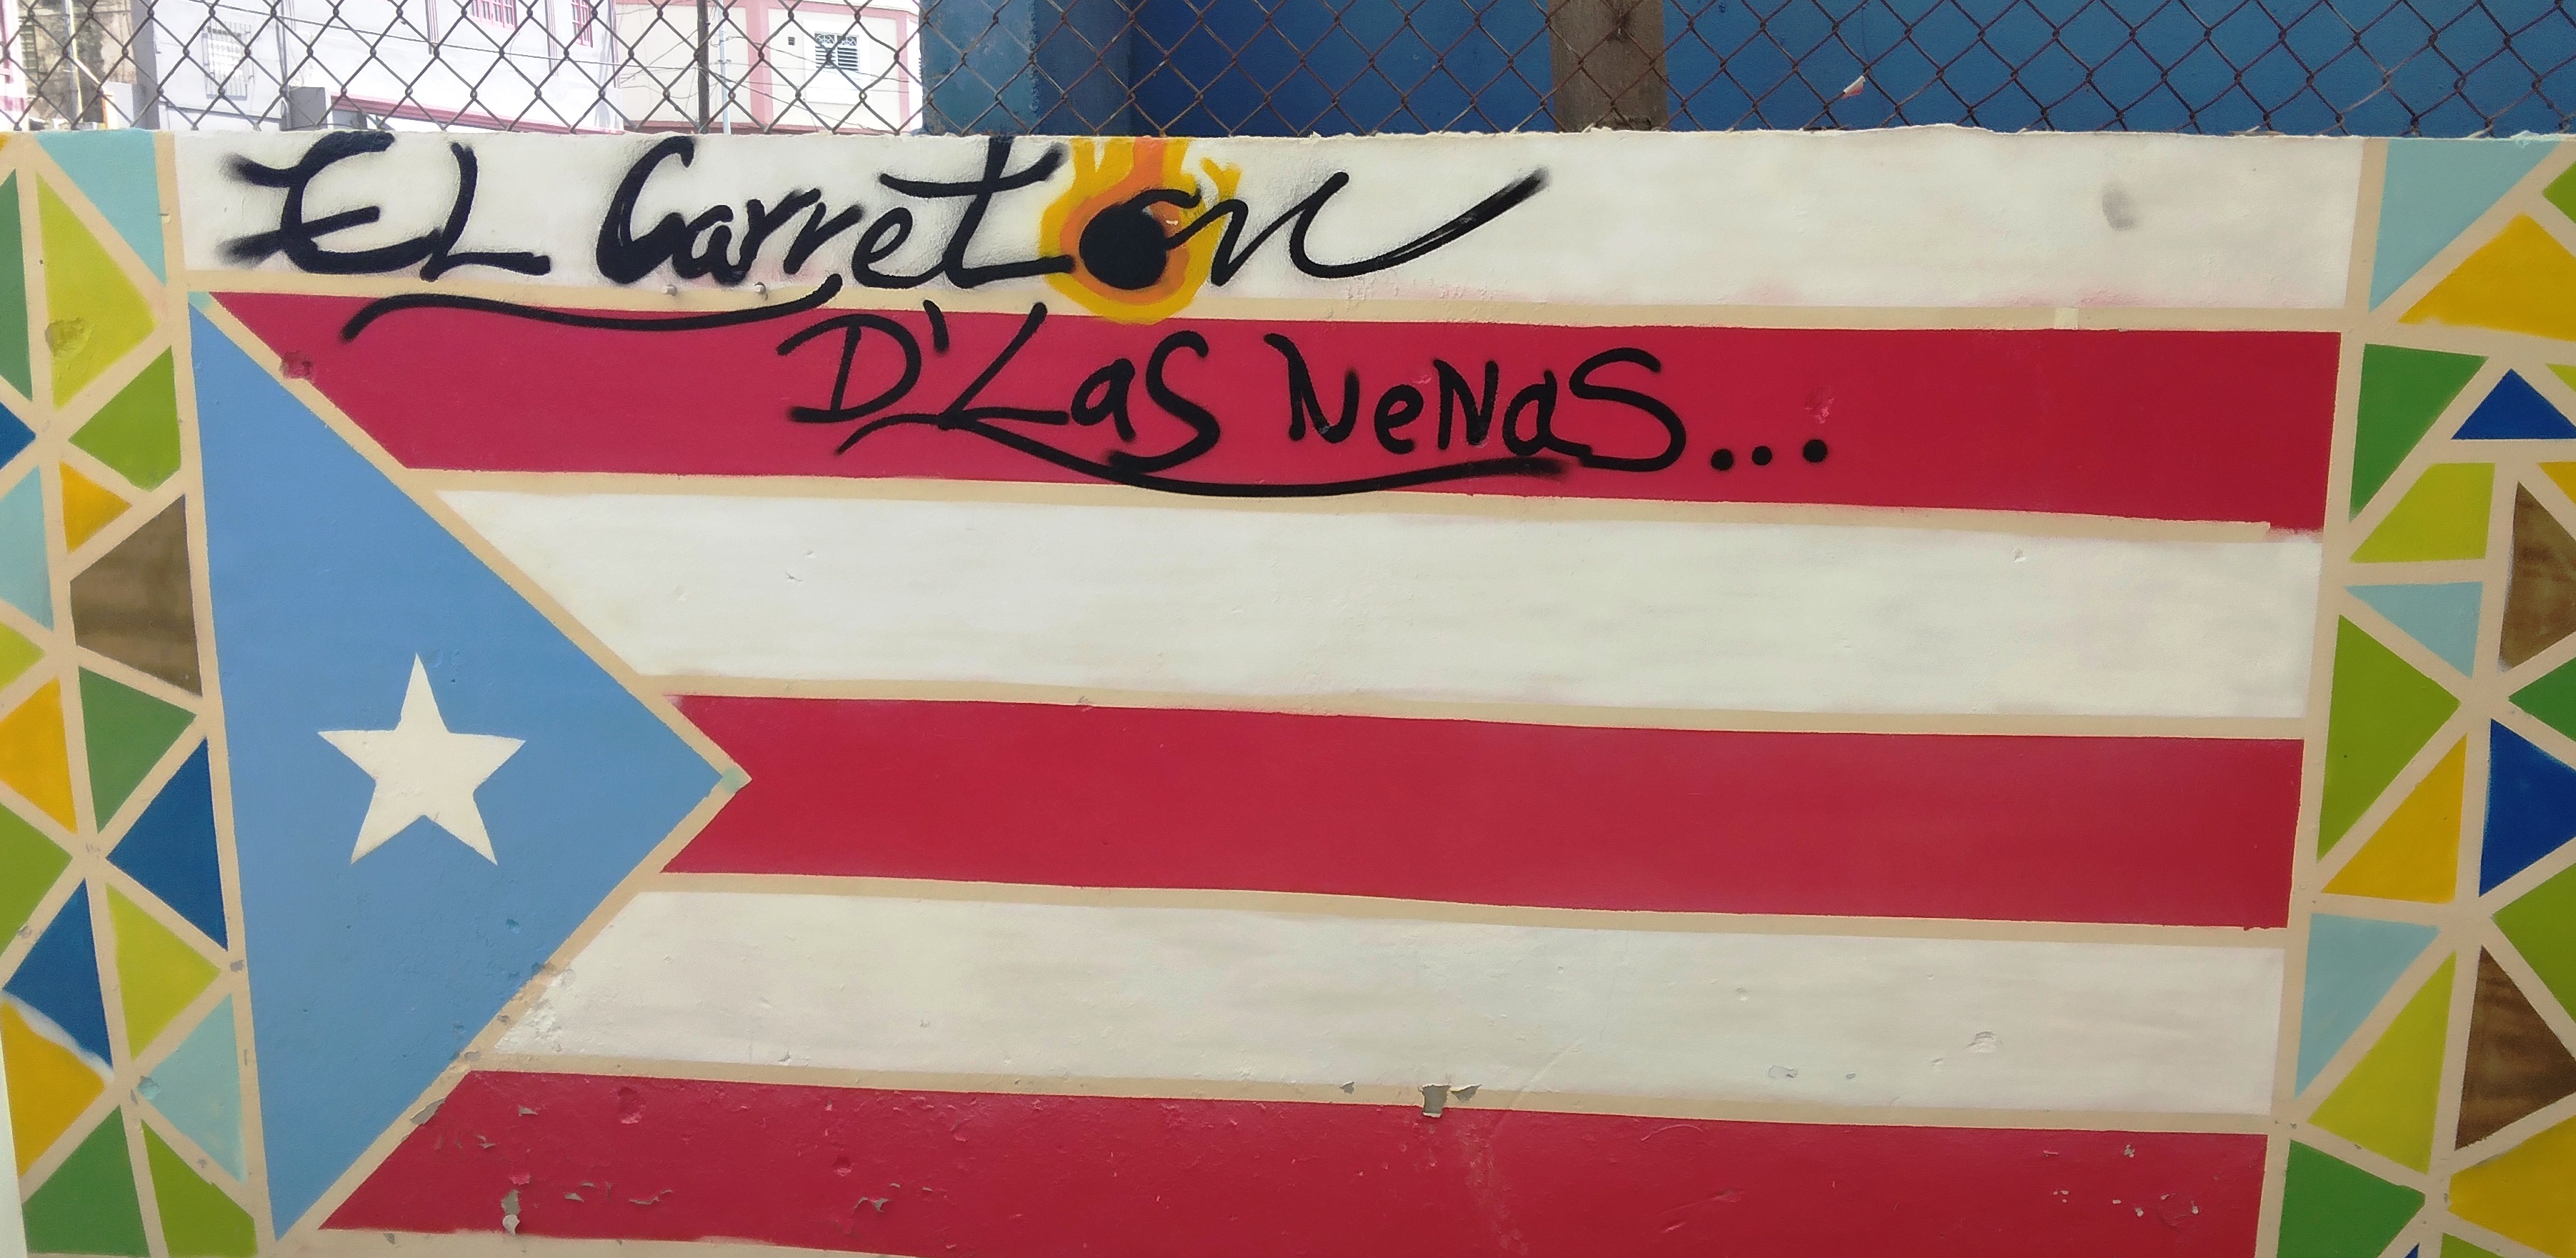 EL Carreton
D'Las NeNas...